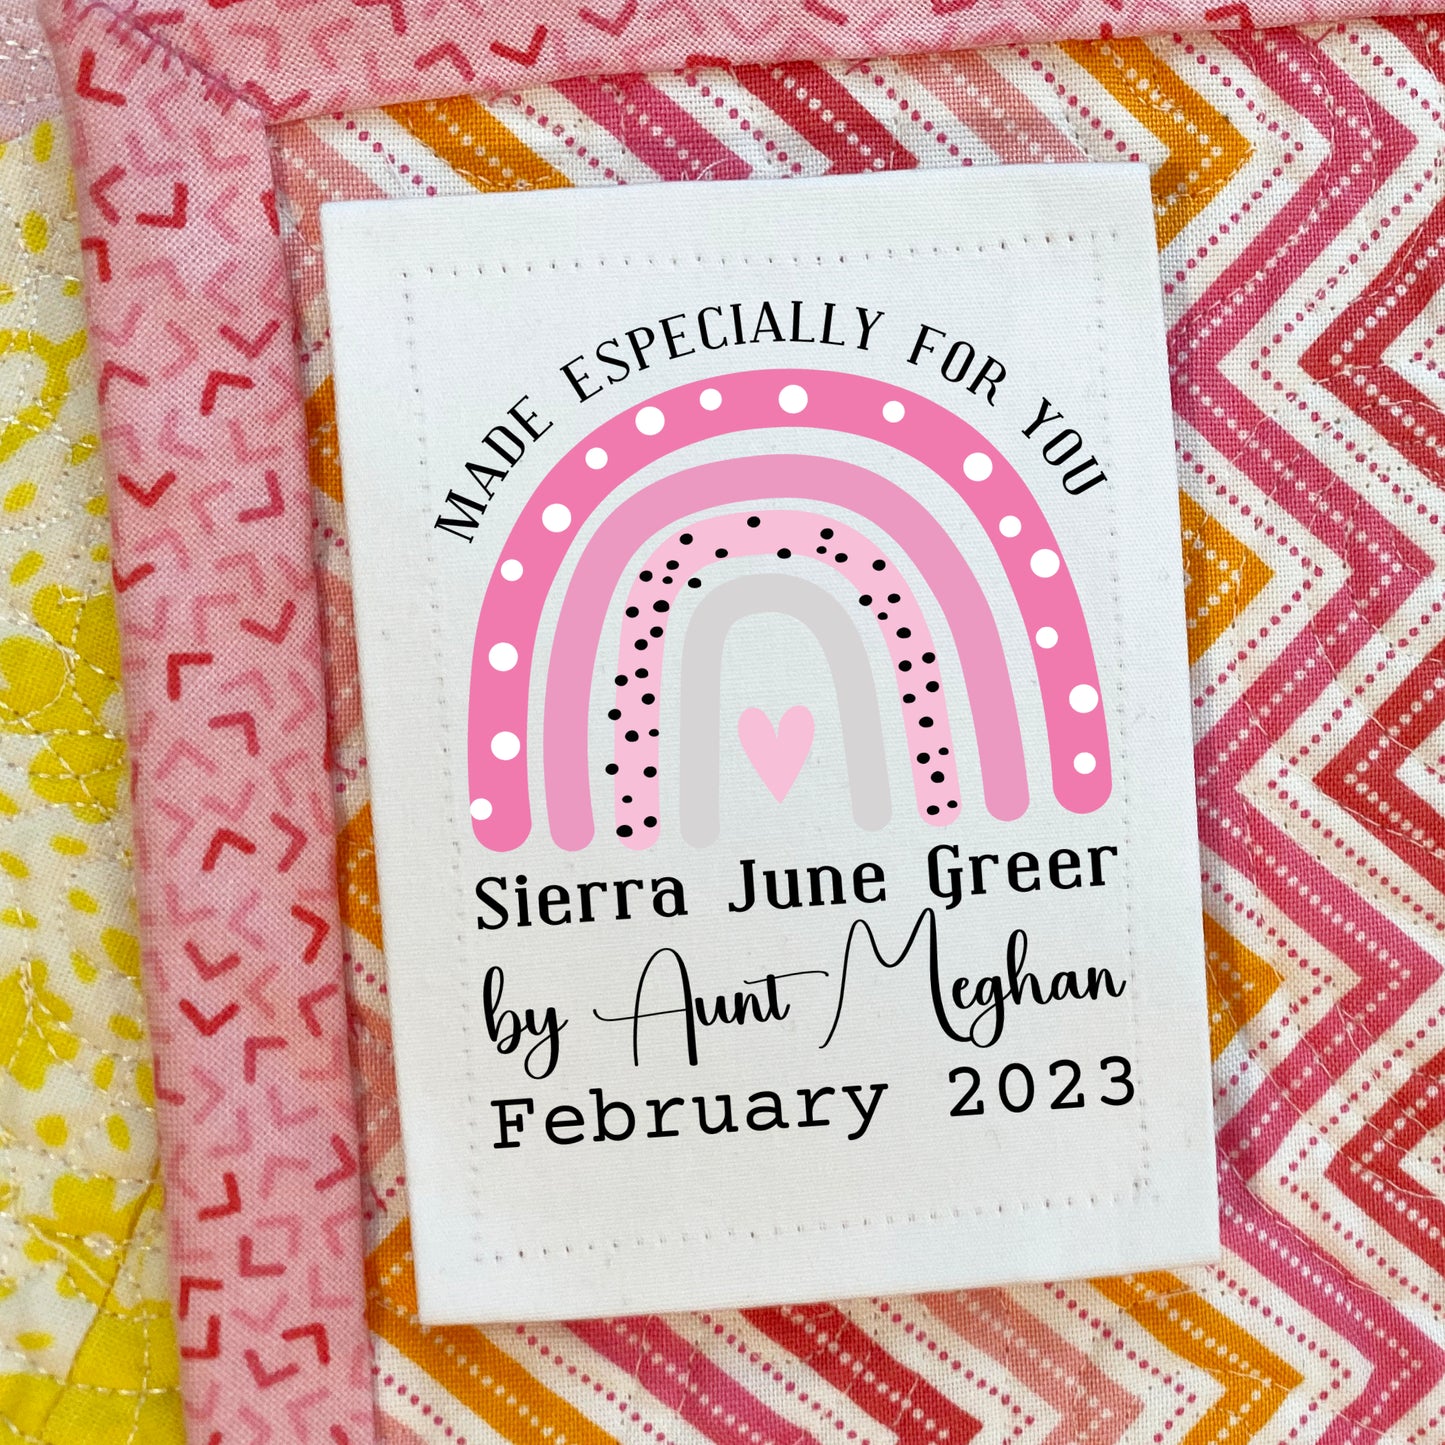 MADE ESPECIALLY FOR YOU
Sierra June Greer
by Aunt Meghan
February 2023